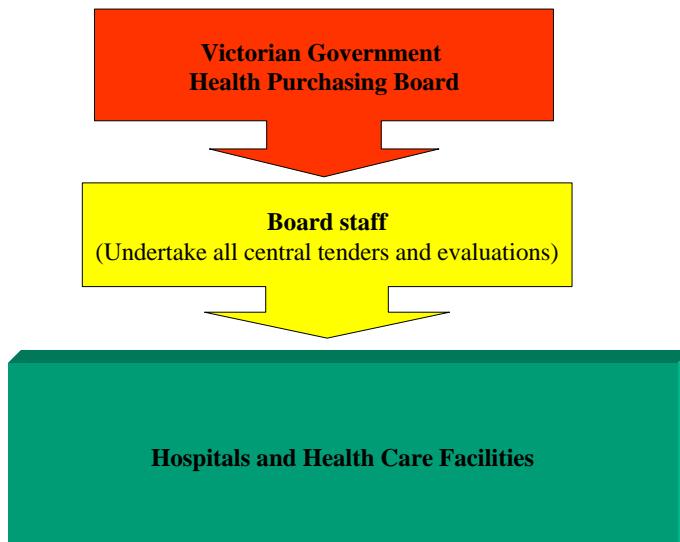 Victorian Government
Health Purchasing Board
Board staff
(Undertake all central tenders and evaluations)
Hospitals and Health Care Facilities